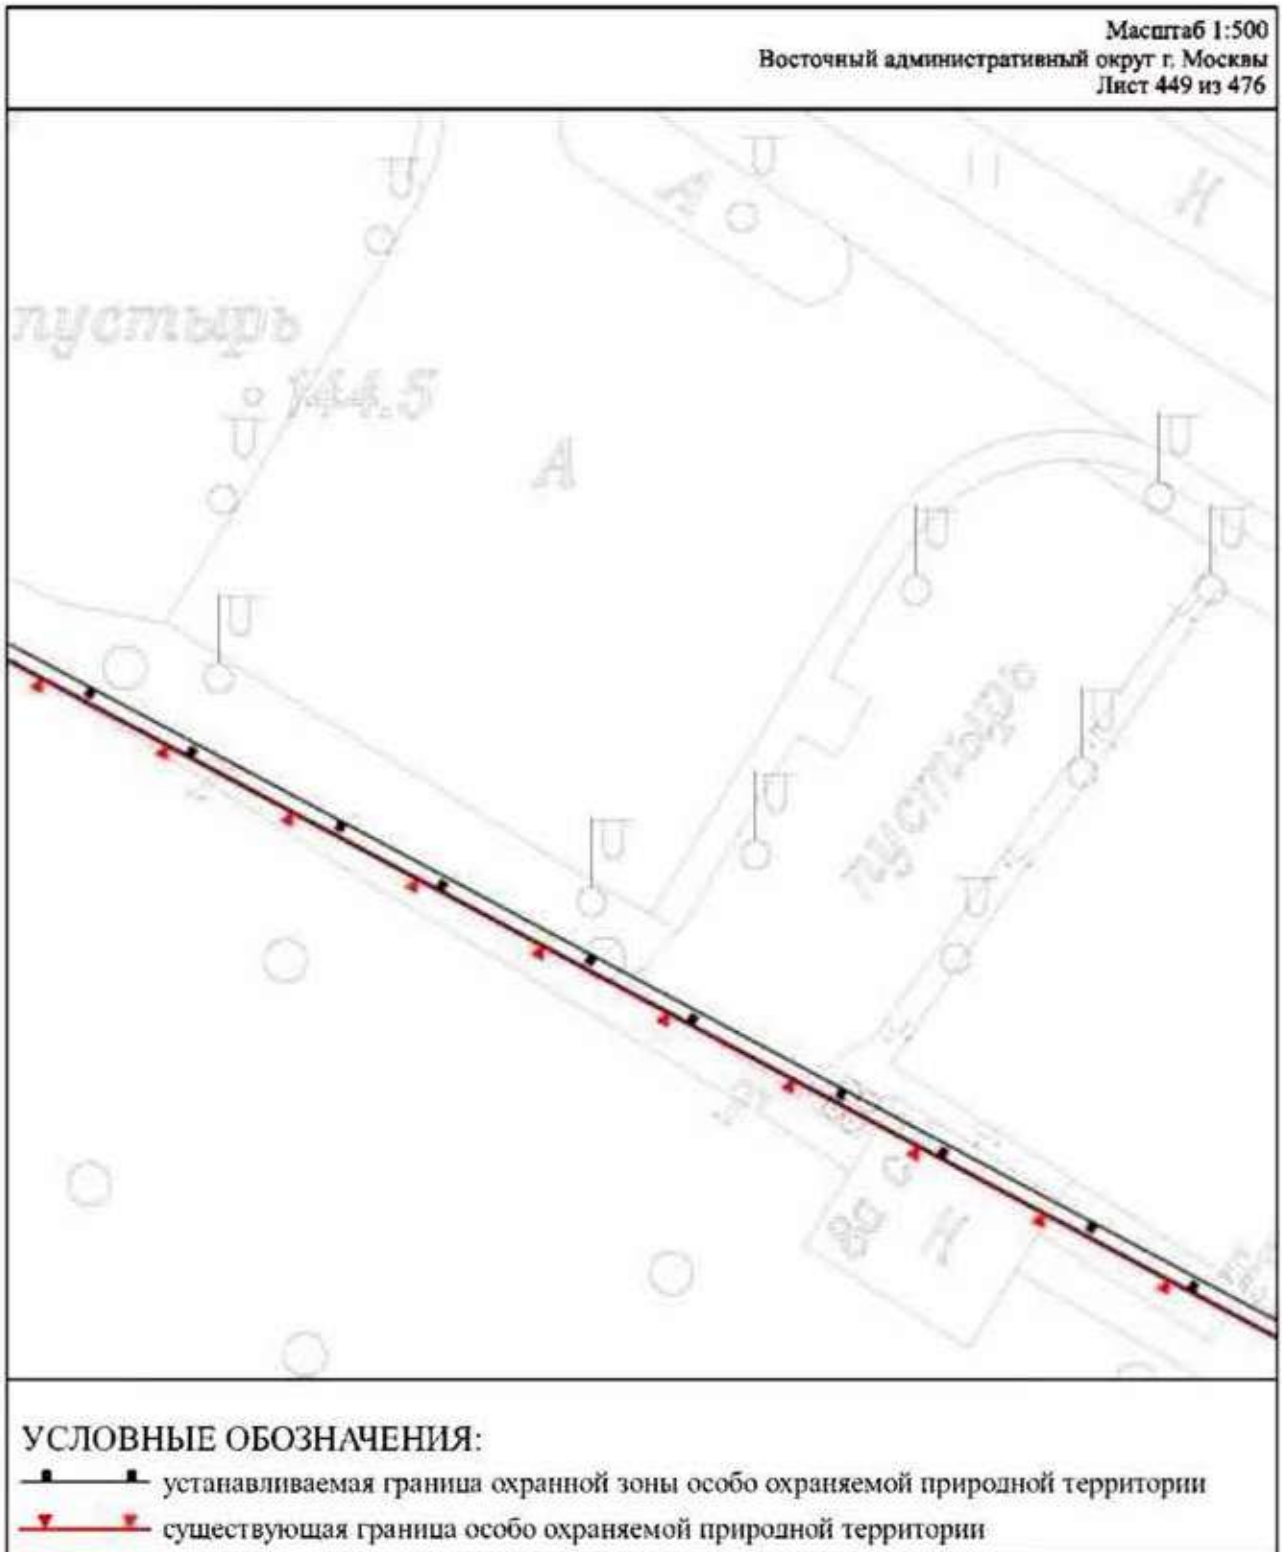 Масштаб 1:500
Восточный административный округ г. Москвы
Лист 449 из 476
А
Н
пустырь
144.5
А
пустырь
Н
УСЛОВНЫЕ ОБОЗНАЧЕНИЯ:
устанавливаемая граница охранной зоны особо охраняемой природной территории
существующая граница особо охраняемой природной территории